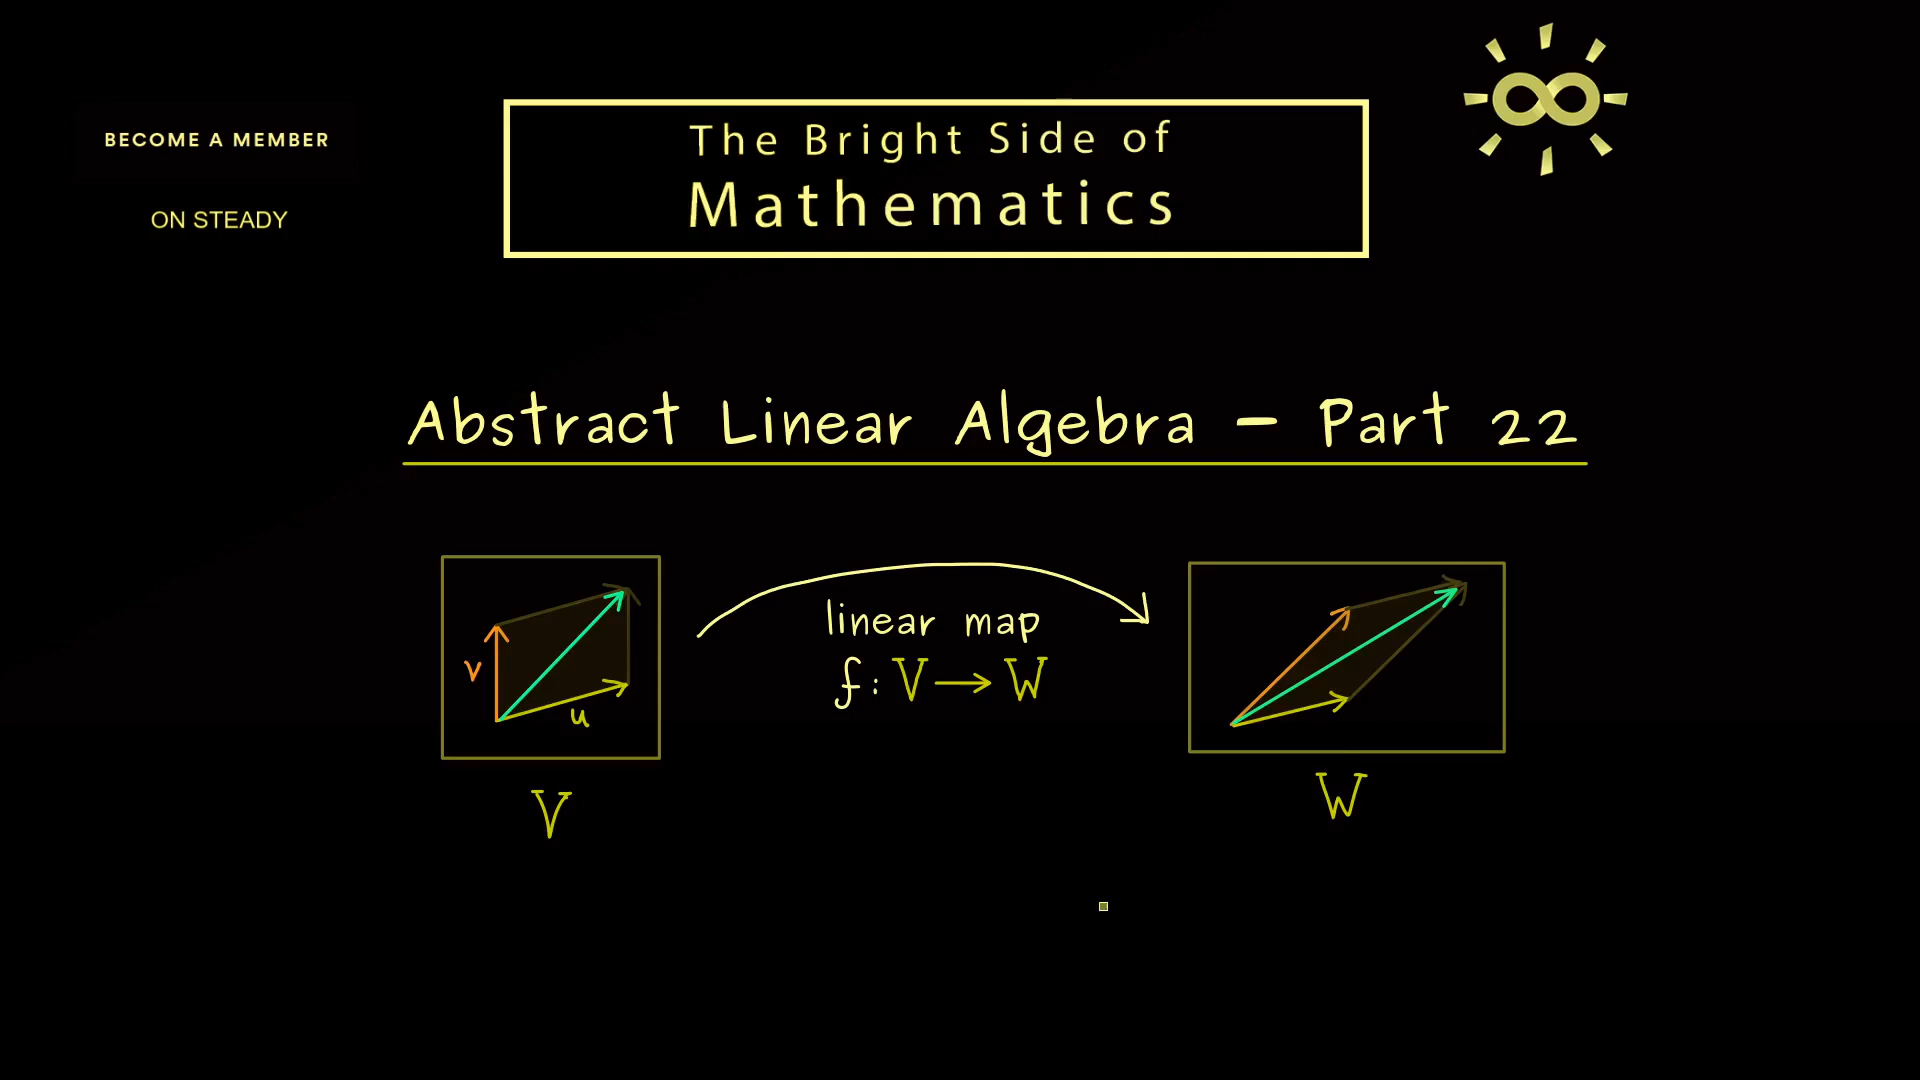 BECOME A MEMBER
ON STEADY
The Bright Side of
Mathematics
Abstract Linear Algebra – Part 22
v
u
V
linear map
f: V → W
W